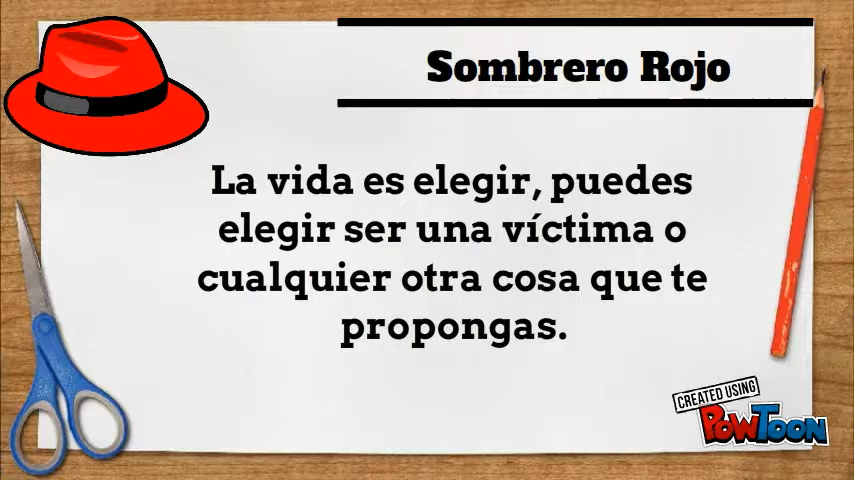 Sombrero Rojo
La vida es elegir, puedes
elegir ser una víctima o
cualquier otra cosa que te
propongas.
CREATED USING
POWTOON